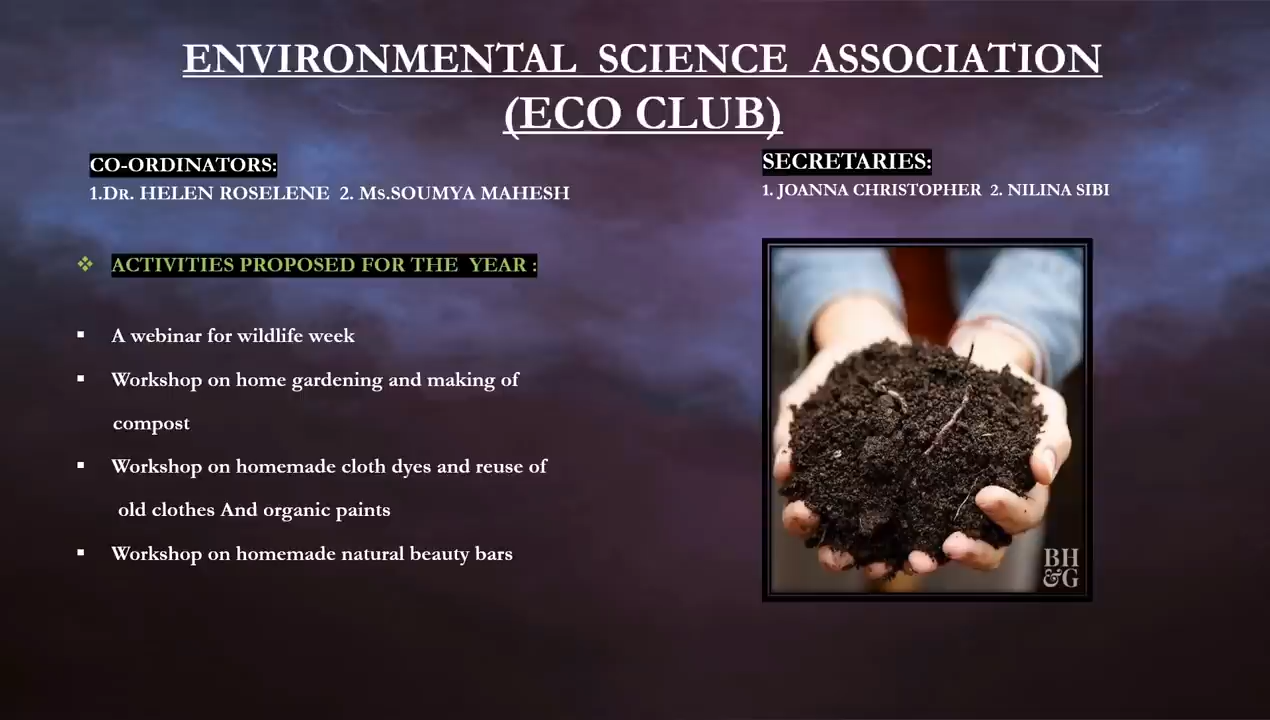 ENVIRONMENTAL SCIENCE ASSOCIATION
(ECO CLUB)
CO-ORDINATORS:
1.DR. HELEN ROSELENE 2. Ms.SOUMYA MAHESH
SECRETARIES:
1. JOANNA CHRISTOPHER 2. NILINA SIBI
ACTIVITIES PROPOSED FOR THE YEAR :
A webinar for wildlife week
Workshop on home gardening and making of
compost
Workshop on homemade cloth dyes and reuse of
old clothes And organic paints
Workshop on homemade natural beauty bars
BH
&G